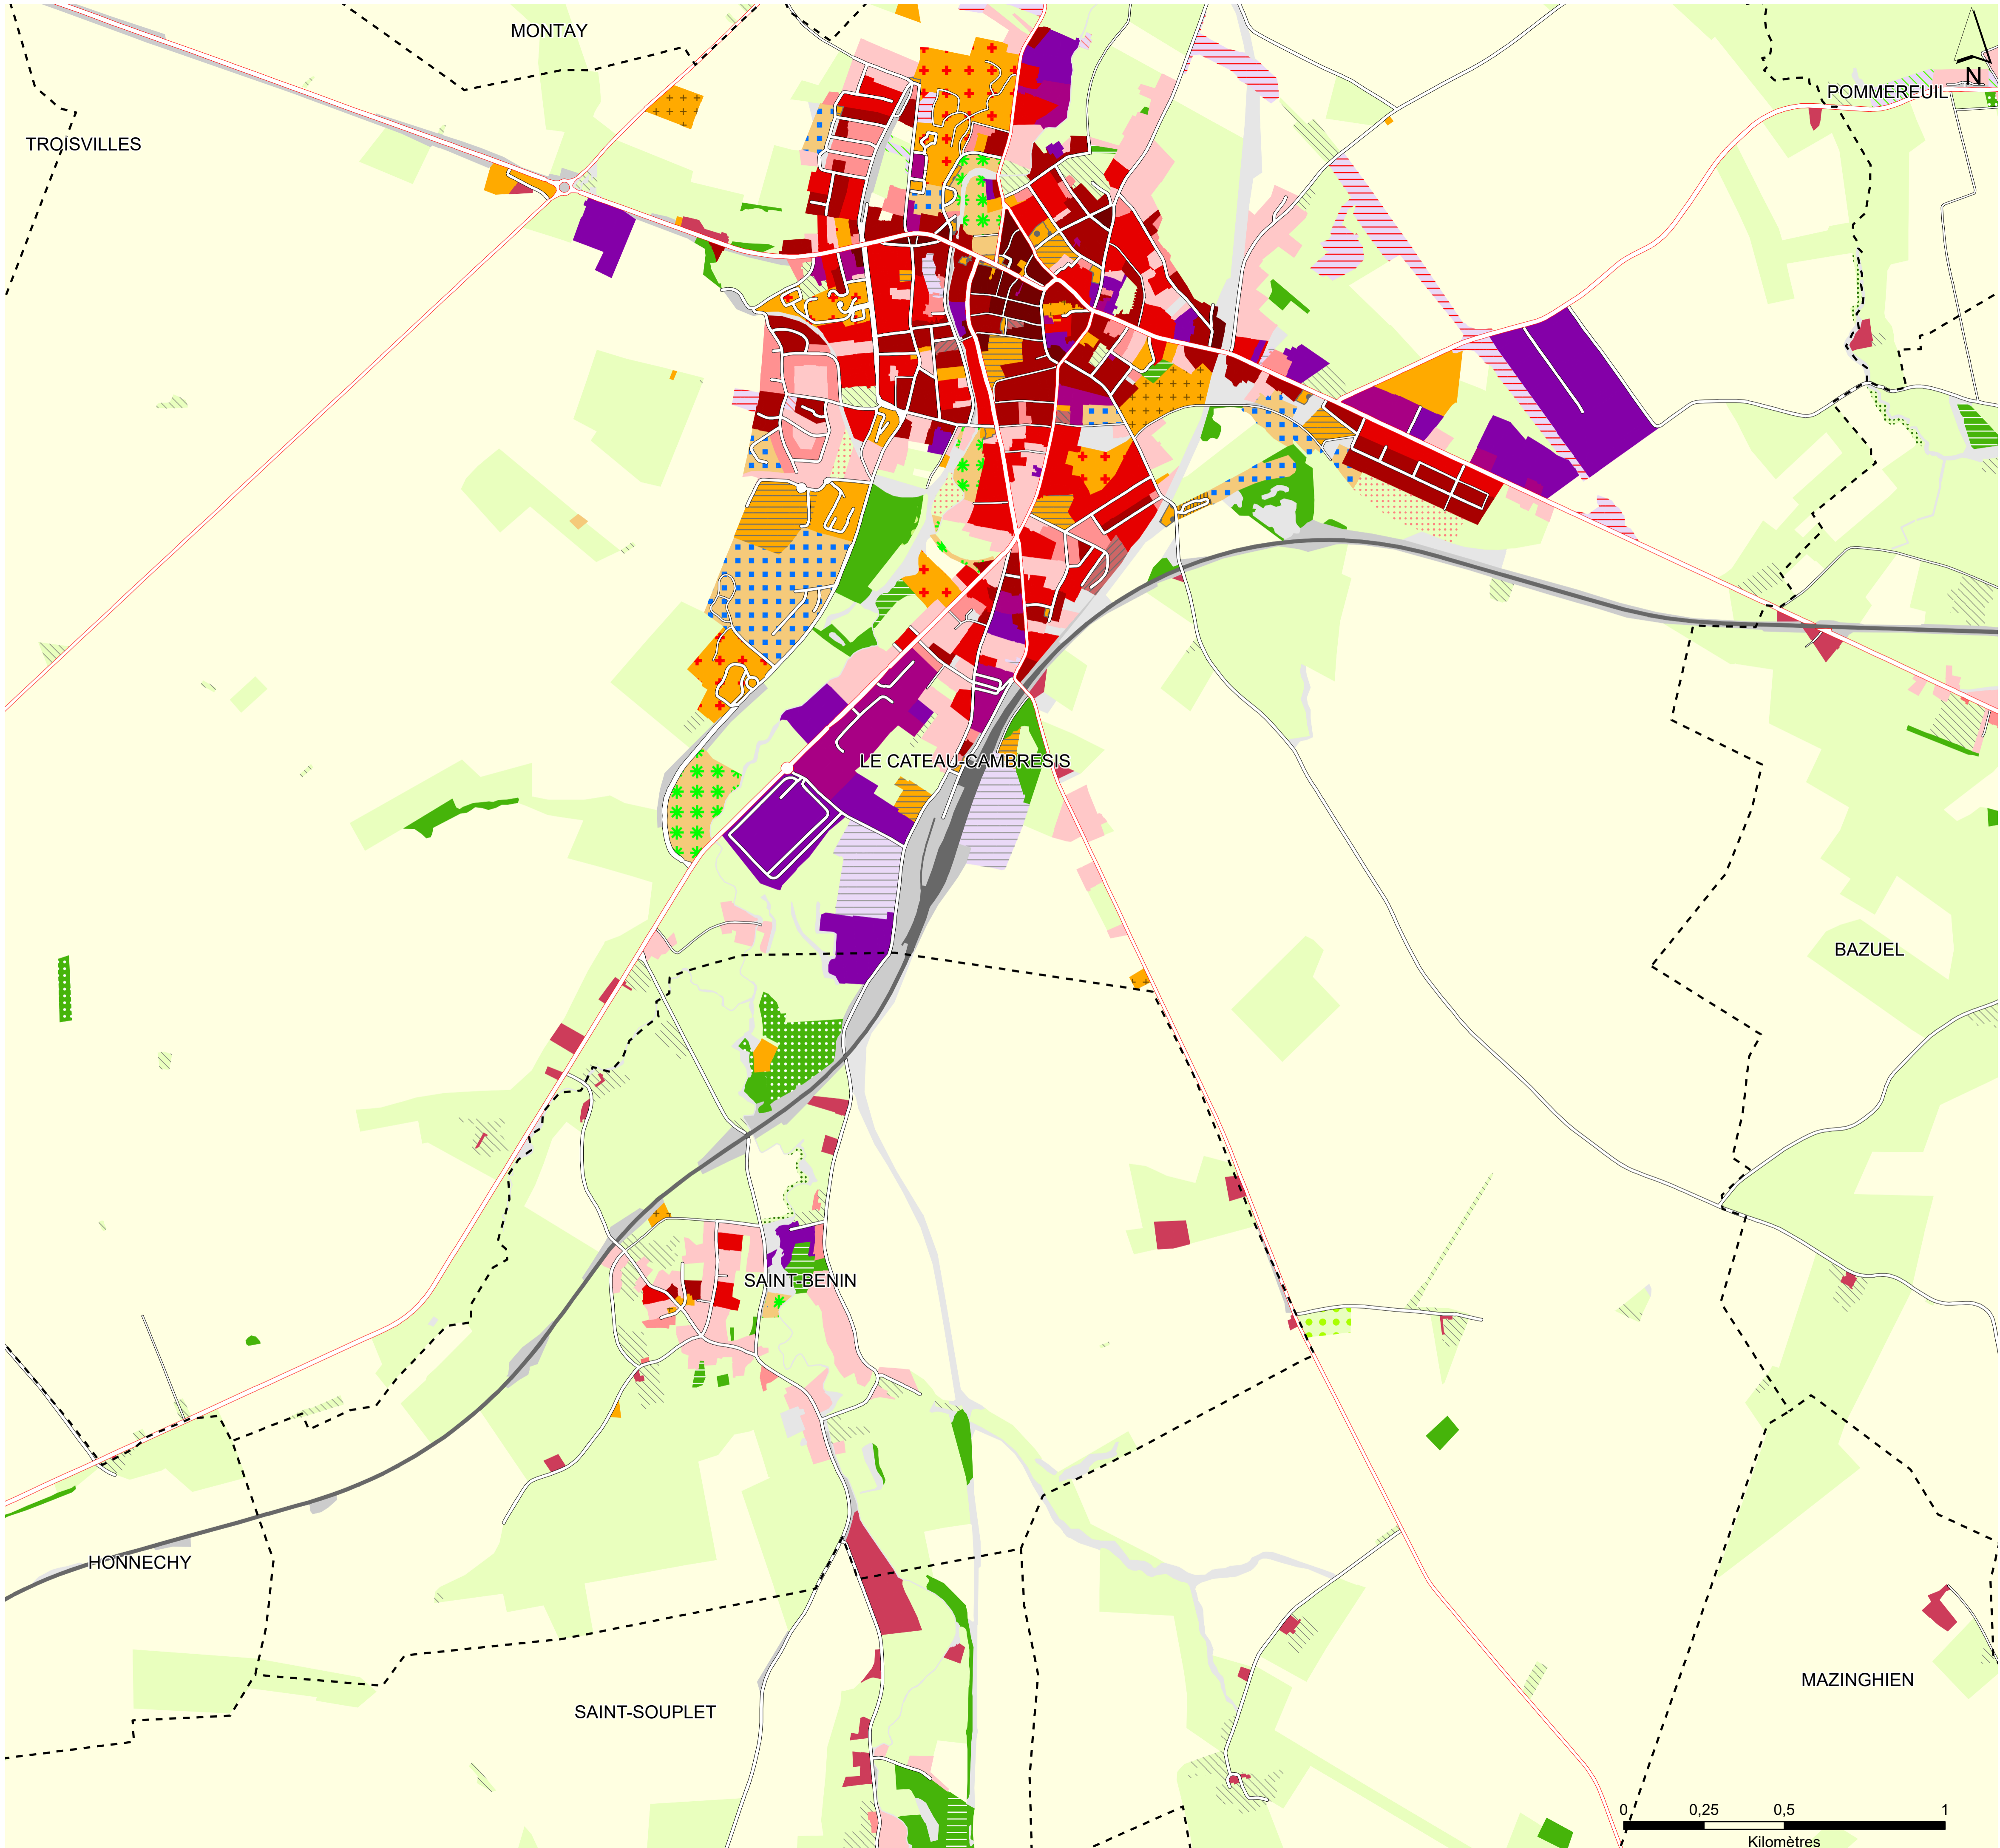 MONTAY
N
POMMEREUIL
TROISVILLES
LE CATEAU-CAMBRESIS
BAZUEL
SAINT-BENIN
HONNECHY
MAZINGHIEN
SAINT-SOUPLET
0 0,25 0,5 1
Kilomètres